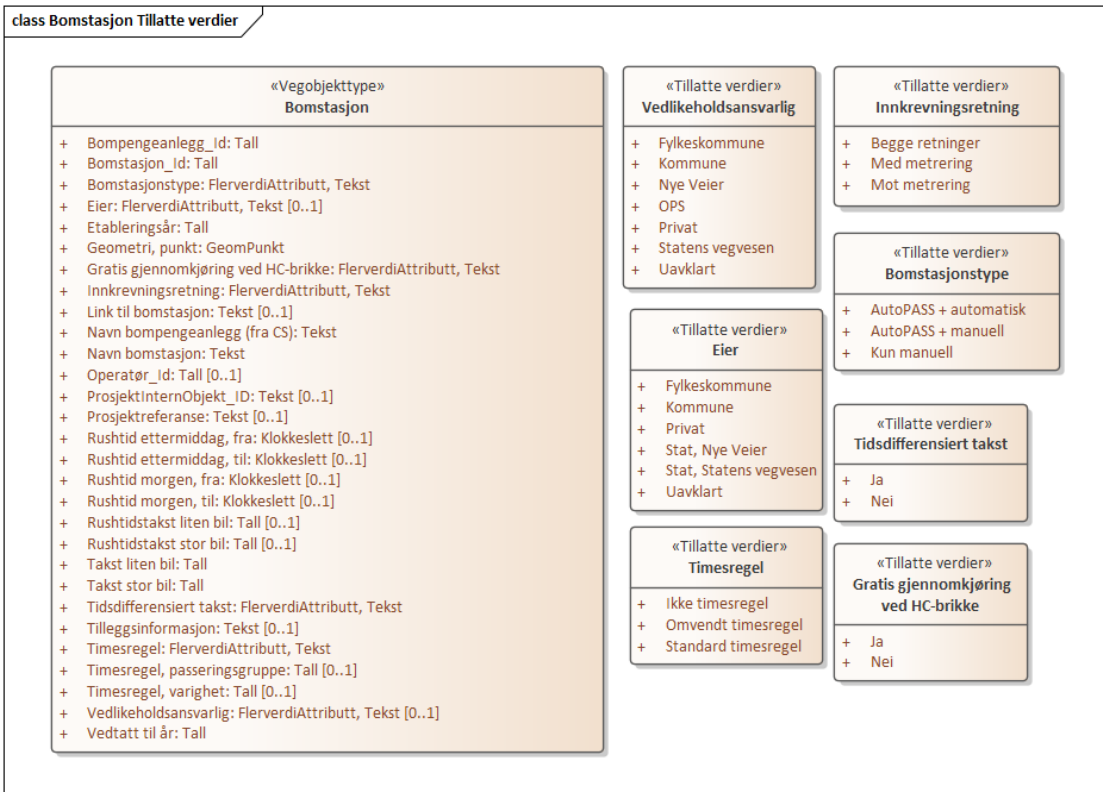 class Bomstasjon Tillatte verdier
«Vegobjekttype»
Bomstasjon
+ Bompengeanlegg_Id: Tall
+ Bomstasjon_Id: Tall
+ Bomstasjonstype: FlerverdiAttributt, Tekst
+ Eier: FlerverdiAttributt, Tekst [0..1]
+ Etableringsår: Tall
+ Geometri, punkt: GeomPunkt
+ Gratis gjennomkjøring ved HC-brikke: FlerverdiAttributt, Tekst
+ Innkrevningsretning: FlerverdiAttributt, Tekst
+ Link til bomstasjon: Tekst [0..1]
+ Navn bompengeanlegg (fra CS): Tekst
+ Navn bomstasjon: Tekst
+ Operatør_Id: Tall [0..1]
+ ProsjektInternObjekt_ID: Tekst [0..1]
+ Prosjektreferanse: Tekst [0..1]
+ Rushtid ettermiddag, fra: Klokkeslett [0..1]
+ Rushtid ettermiddag, til: Klokkeslett [0..1]
+ Rushtid morgen, fra: Klokkeslett [0..1]
+ Rushtid morgen, til: Klokkeslett [0..1]
+ Rushtidstakst liten bil: Tall [0..1]
+ Rushtidstakst stor bil: Tall [0..1]
+ Takst liten bil: Tall
+ Takst stor bil: Tall
+ Tidsdifferensiert takst: FlerverdiAttributt, Tekst
+ Tilleggsinformasjon: Tekst [0..1]
+ Timesregel: FlerverdiAttributt, Tekst
+ Timesregel, passeringsgruppe: Tall [0..1]
+ Timesregel, varighet: Tall [0..1]
+ Vedlikeholdsansvarlig: FlerverdiAttributt, Tekst [0..1]
+ Vedtatt til år: Tall
«Tillatte verdier»
Vedlikeholdsansvarlig
+ Fylkeskommune
+ Kommune
+ Nye Veier
+ OPS
+ Privat
+ Statens vegvesen
+ Uavklart
«Tillatte verdier»
Eier
+ Fylkeskommune
+ Kommune
+ Privat
+ Stat, Nye Veier
+ Stat, Statens vegvesen
+ Uavklart
«Tillatte verdier»
Timesregel
+ Ikke timesregel
+ Omvendt timesregel
+ Standard timesregel
«Tillatte verdier»
Innkrevningsretning
+ Begge retninger
+ Med metrering
+ Mot metrering
«Tillatte verdier»
Bomstasjonstype
+ AutoPASS + automatisk
+ AutoPASS + manuell
+ Kun manuell
«Tillatte verdier»
Tidsdifferensiert takst
+ Ja
+ Nei
«Tillatte verdier»
Gratis gjennomkjøring
ved HC-brikke
+ Ja
+ Nei